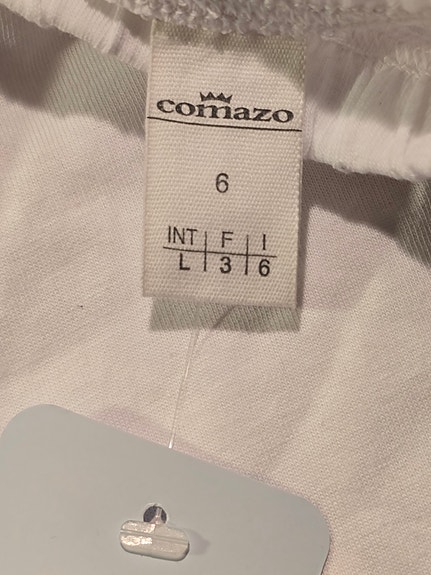 comazo
6
INT F I
L 3 6